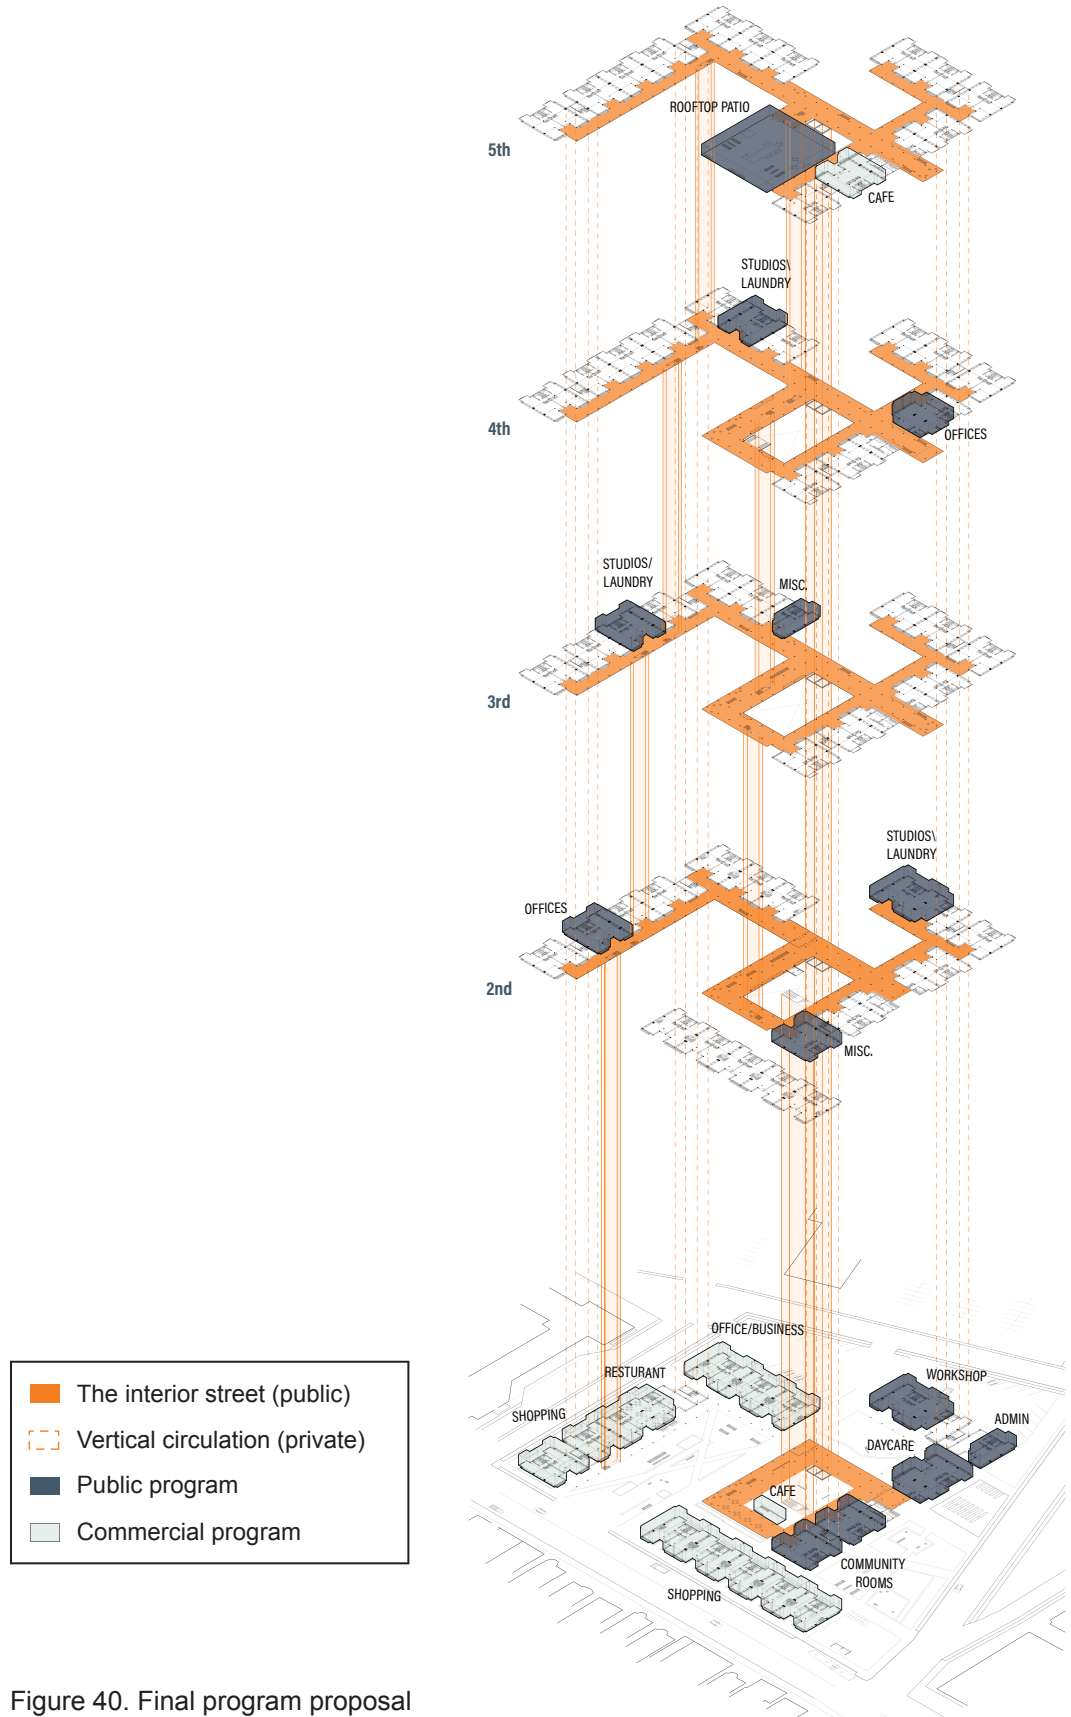 ROOFTOP PATIO
5th
CAFE
STUDIOS\
LAUNDRY
4th
OFFICES
STUDIOS/
LAUNDRY
MISC.
3rd
STUDIOS\
LAUNDRY
OFFICES
2nd
MISC.
OFFICE/BUSINESS
RESTURANT
WORKSHOP
SHOPPING
ADMIN
DAYCARE
CAFE
COMMUNITY
ROOMS
SHOPPING
The interior street (public)
Vertical circulation (private)
Public program
Commercial program
Figure 40. Final program proposal